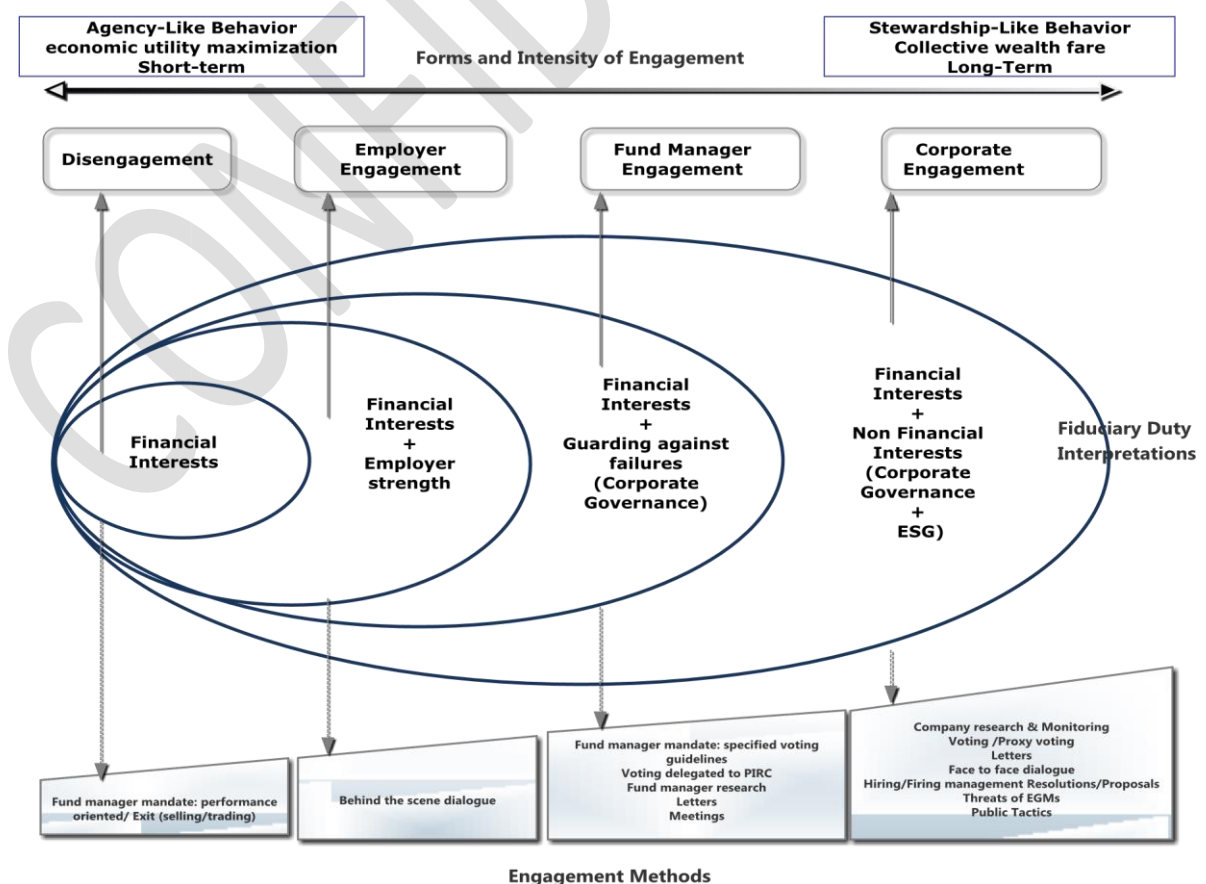 Agency-Like Behavior
economic utility maximization
Short-term
Forms and Intensity of Engagement
Stewardship-Like Behavior
Collective wealth fare
Long-Term
Disengagement
Employer
Engagement
Fund Manager
Engagement
Corporate
Engagement
Financial
Interests
Financial
Interests
+
Employer
strength
Financial
Interests
+
Guarding against
failures
(Corporate
Governance)
Financial
Interests
+
Non Financial
Interests
(Corporate
Governance
+
ESG)
Fiduciary Duty
Interpretations
Fund manager mandate: performance
oriented/ Exit (selling/trading)
Behind the scene dialogue
Fund manager mandate: specified voting
guidelines
Voting delegated to PIRC
Fund manager research
Letters
Meetings
Company research & Monitoring
Voting /Proxy voting
Letters
Face to face dialogue
Hiring/Firing management Resolutions/Proposals
Threats of EGMs
Public Tactics
Engagement Methods
CONFID